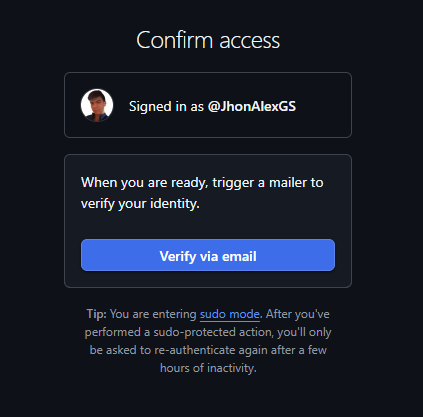 Confirm access
Signed in as @JhonAlexGS
When you are ready, trigger a mailer to
verify your identity.
Verify via email
Tip: You are entering sudo mode. After you've
performed a sudo-protected action, you'll only
be asked to re-authenticate again after a few
hours of inactivity.